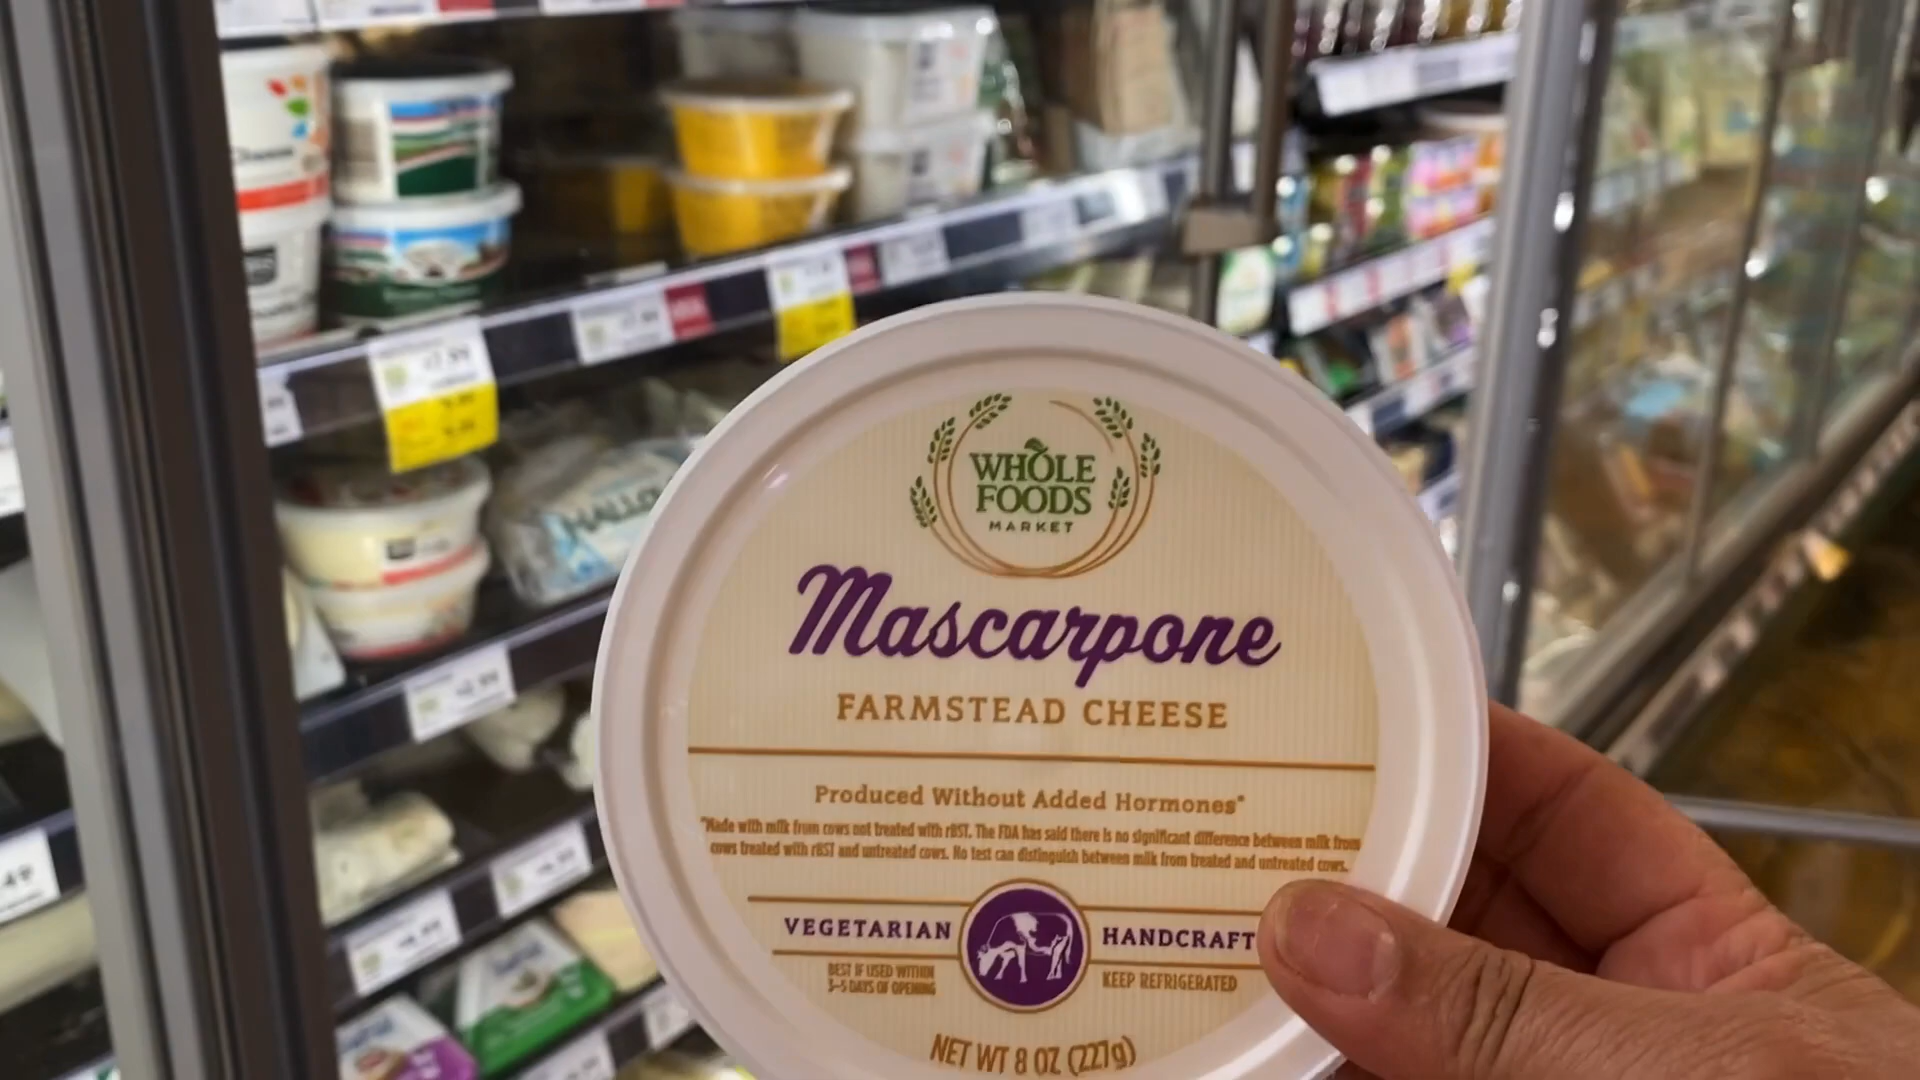 WHOLE
FOODS
MARKET
Mascarpone
FARMSTEAD CHEESE
Produced Without Added Hormones*
*Made with milk from cows not treated with rBST. The FDA has said there is no significant difference between milk from
cows treated with rBST and untreated cows. No test can distinguish between milk from treated and untreated cows.
VEGETARIAN
HANDCRAFT
BEST IF USED WITHIN
3-5 DAYS OF OPENING
KEEP REFRIGERATED
NET WT 8 OZ (227g)
HALLO